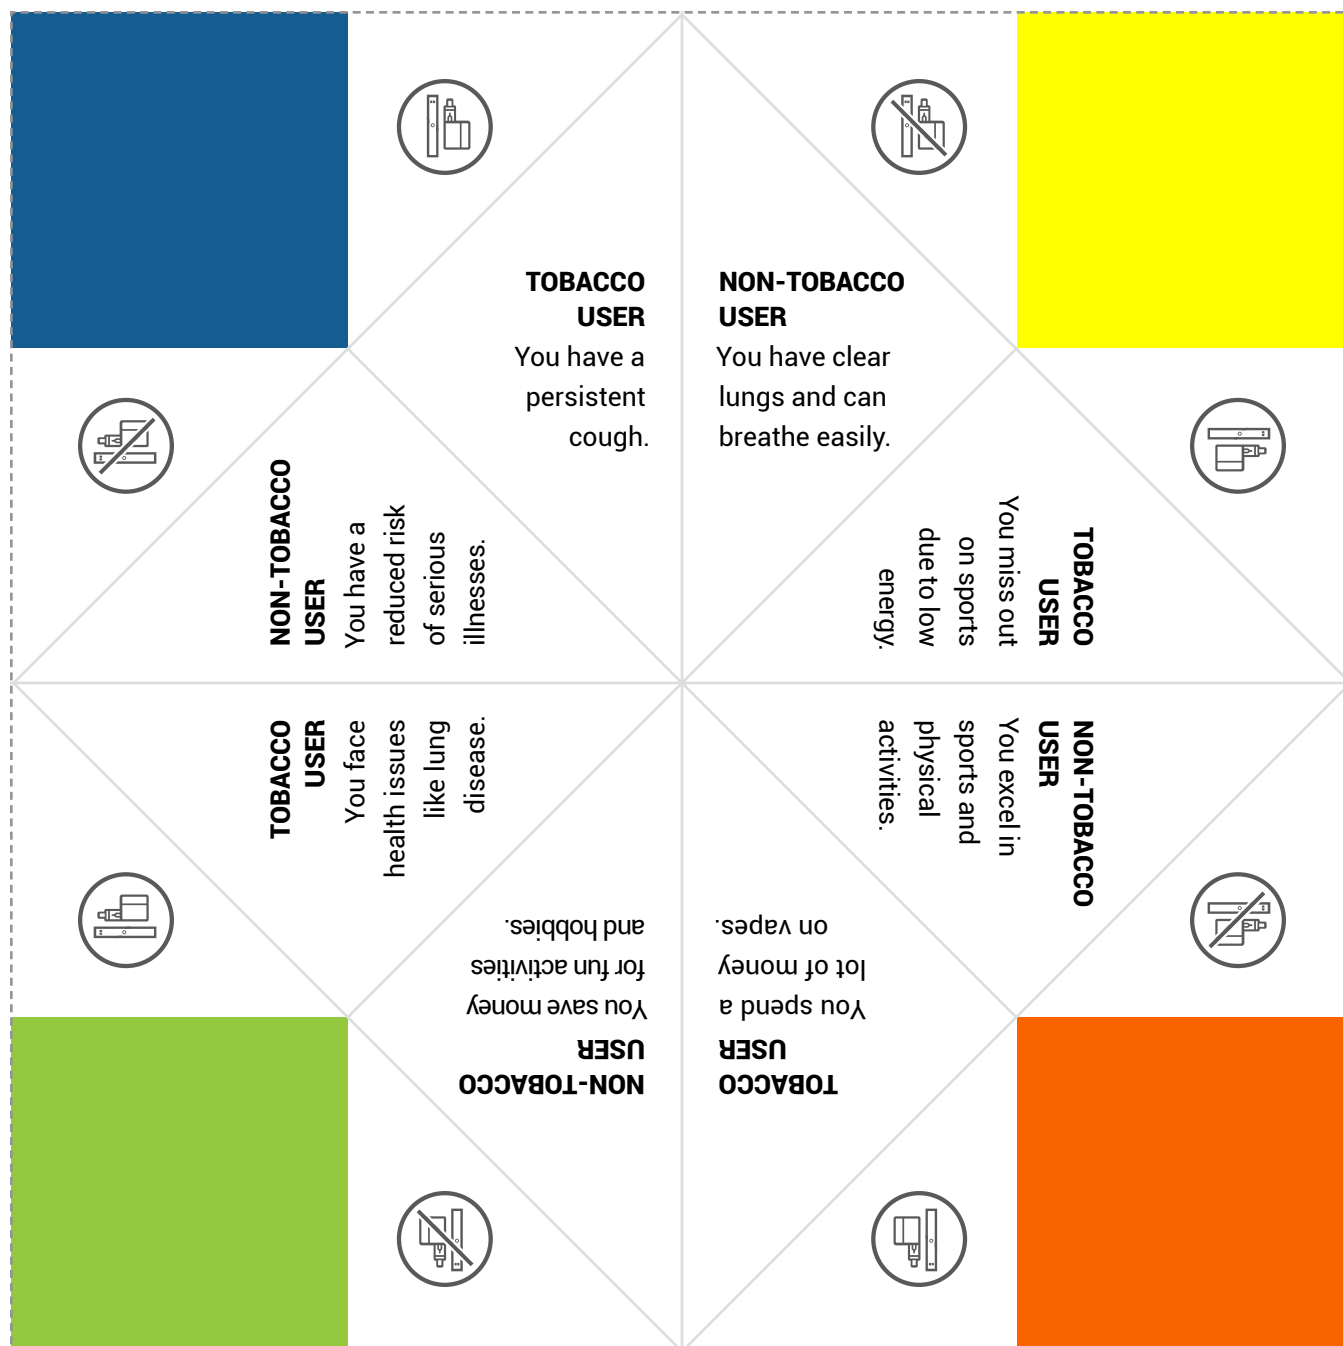 TOBACCO
USER
You have a
persistent
cough.
NON-TOBACCO
USER
You have clear
lungs and can
breathe easily.
TOBACCO
USER
You miss out
on sports
due to low
energy.
NON-TOBACCO
USER
You excel in
sports and
physical
activities.
TOBACCO
USER
You spend a
lot of money
on vapes.
NON-TOBACCO
USER
You save money
for fun activities
and hobbies.
TOBACCO
USER
You face
health issues
like lung
disease.
NON-TOBACCO
USER
You have a
reduced risk
of serious
illnesses.